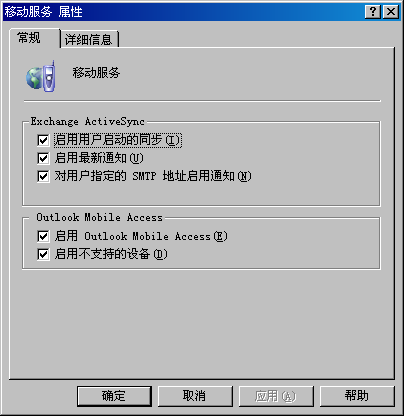 移动服务 属性
常规
详细信息
移动服务
Exchange ActiveSync
启用用户启动的同步(I)
启用最新通知(U)
对用户指定的 SMTP 地址启用通知(N)
Outlook Mobile Access
启用 Outlook Mobile Access(E)
启用不支持的设备(D)
确定
取消
应用(A)
帮助